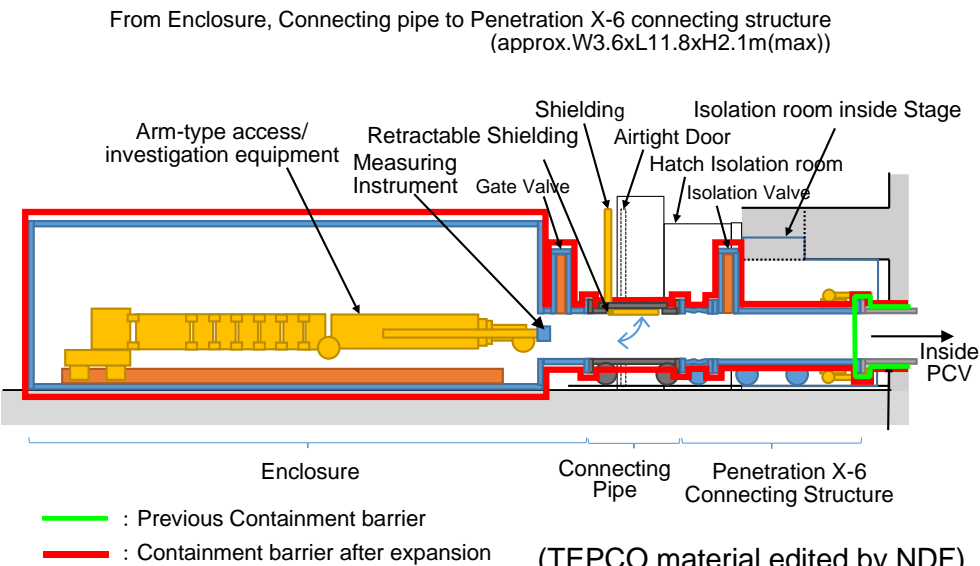 From Enclosure, Connecting pipe to Penetration X-6 connecting structure
(approx.W3.6xL11.8xH2.1m(max))
Shielding
Isolation room inside Stage
Arm-type access/
investigation equipment
Retractable Shielding
Airtight Door
Measuring
Instrument
Hatch Isolation room
Gate Valve
Isolation Valve
Inside
PCV
Enclosure
Connecting
Pipe
Penetration X-6
Connecting Structure
: Previous Containment barrier
: Containment barrier after expansion
(TEPCO material edited by NDF)